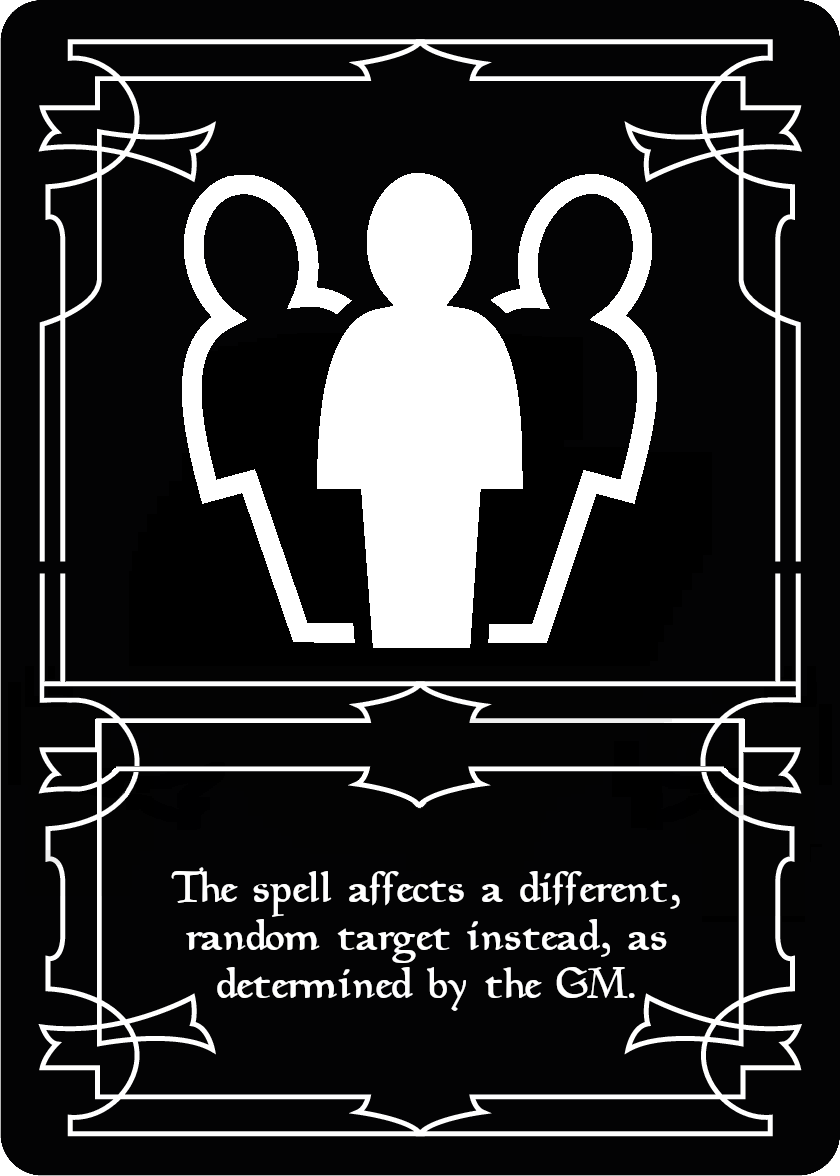 The spell affects a different,
random target instead, as
determined by the GM.